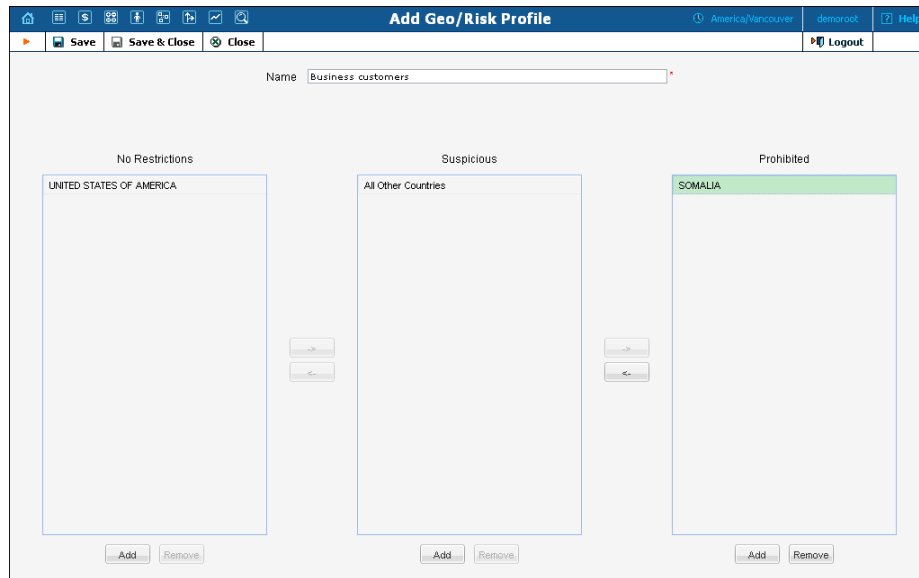 Add Geo/Risk Profile America/Vancouver demoroot ? Help
Save Save & Close Close Logout
Name Business customers *
No Restrictions Suspicious Prohibited
UNITED STATES OF AMERICA All Other Countries SOMALIA
-> ->
<- <-
Add Remove Add Remove Add Remove